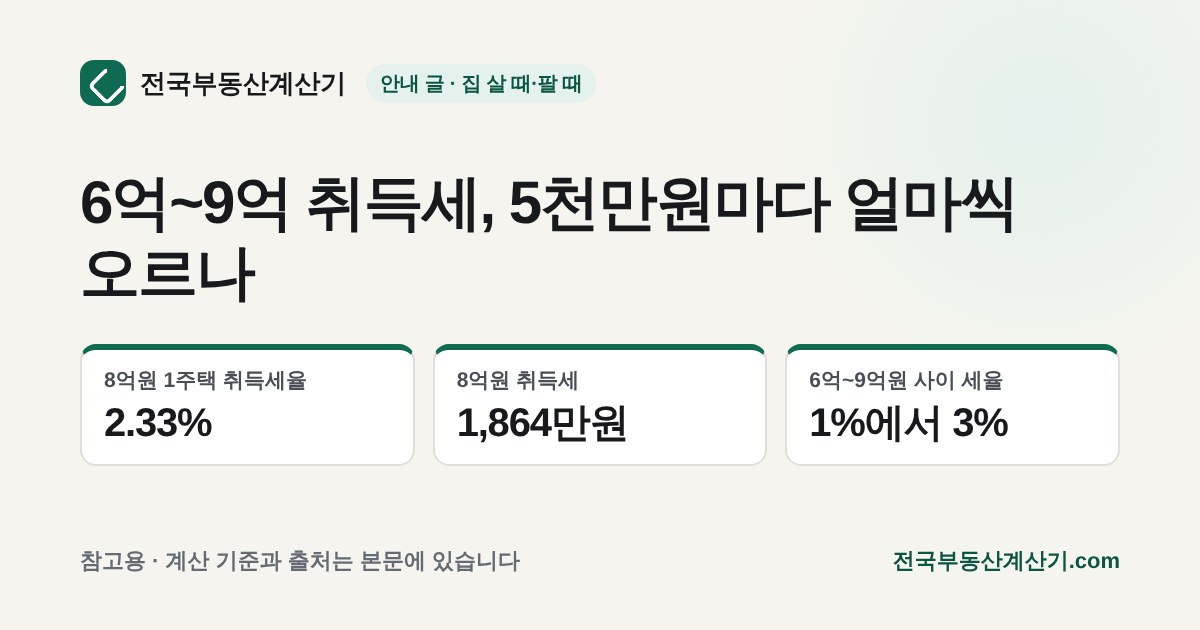 전국부동산계산기
안내 글 · 집 살 때·팔 때
6억~9억 취득세, 5천만원마다 얼마씩
오르나
8억원 1주택 취득세율
2.33%
8억원 취득세
1,864만원
6억~9억원 사이 세율
1%에서 3%
참고용 · 계산 기준과 출처는 본문에 있습니다
전국부동산계산기.com